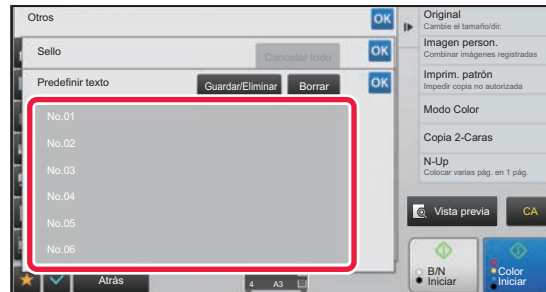 Otros
OK
Sello
Cancelar todo
OK
Predefinir texto
Guardar/Eliminar
Borrar
OK
No.01
No.02
No.03
No.04
No.05
No.06
Atrás
4 A3
Original
Cambie el tamaño/dir.
Imagen person.
Combinar imágenes registradas
Imprim. patrón
Impedir copia no autorizada
Modo Color
Copia 2-Caras
N-Up
Colocar varias pág. en 1 pág.
Vista previa
CA
B/N
Iniciar
Color
Iniciar